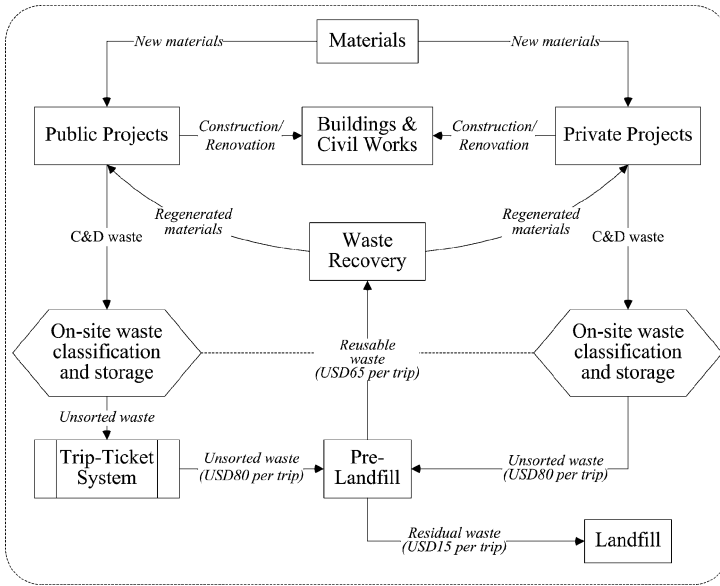 New materials
Materials
New materials
Public Projects
Construction/
Renovation
Buildings &
Civil Works
Construction/
Renovation
Private Projects
Regenerated
materials
Regenerated
materials
C&D waste
Waste
Recovery
C&D waste
On-site waste
classification
and storage
Reusable
waste
(USD65 per trip)
On-site waste
classification
and storage
Unsorted waste
Trip-Ticket
System
Unsorted waste
(USD80 per trip)
Pre-
Landfill
Unsorted waste
(USD80 per trip)
Residual waste
(USD15 per trip)
Landfill